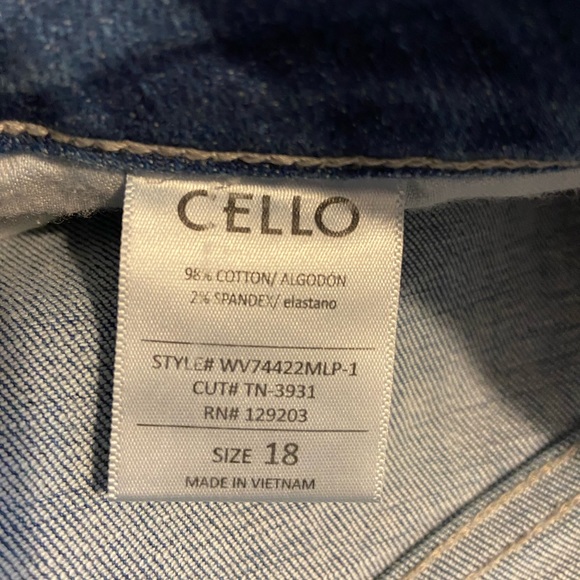 CELLO
98% COTTON/ ALGODÓN
2% SPANDEX/ elastano
STYLE# WV74422MLP-1
CUT# TN-3931
RN# 129203
SIZE 18
MADE IN VIETNAM